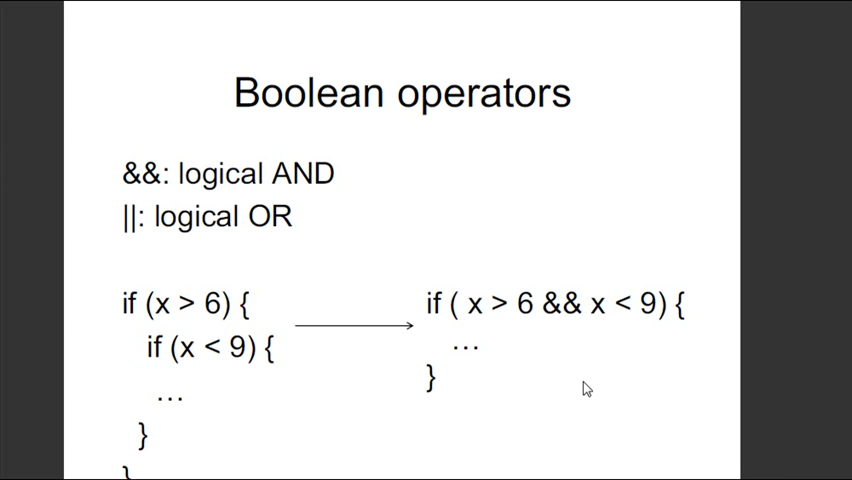 Boolean operators
&&: logical AND
||: logical OR
if (x > 6) {
if (x < 9) {
...
}
}
if ( x > 6 && x < 9) {
...
}